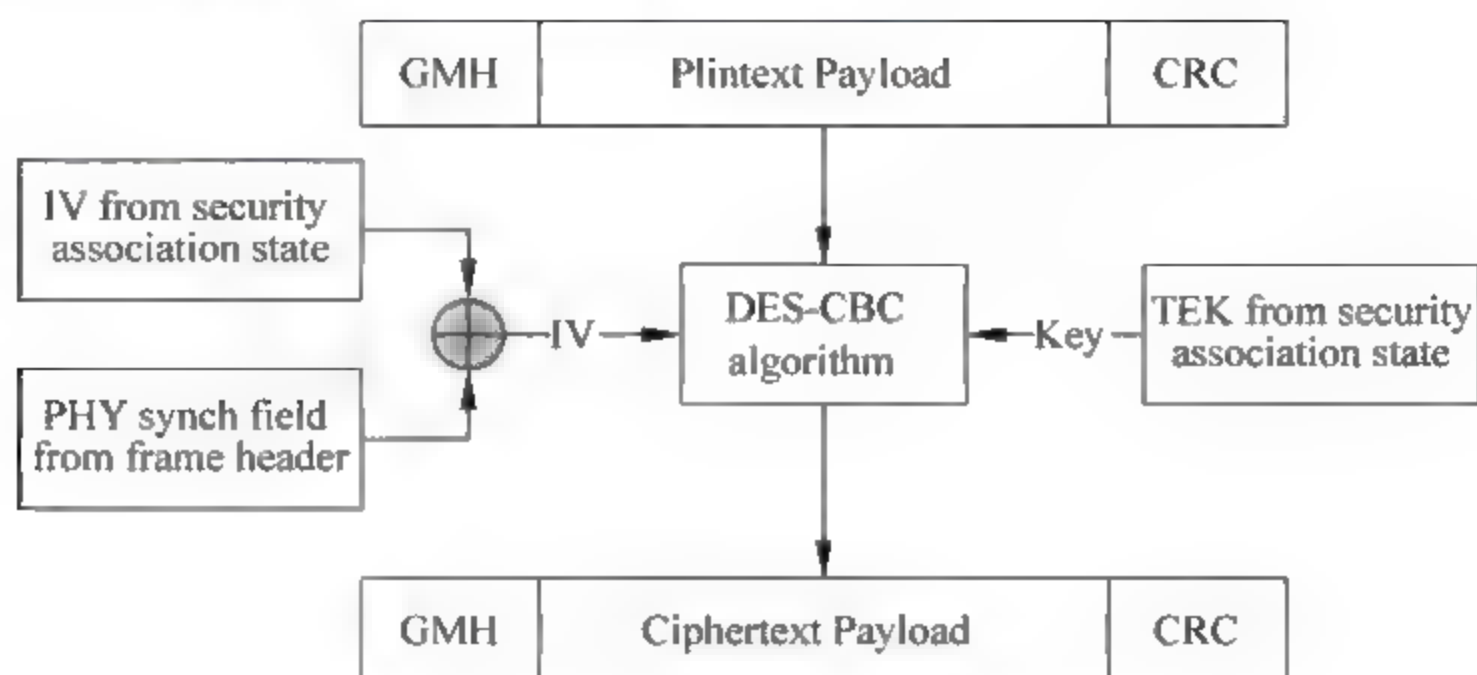 GMH Plintext Payload CRC
IV from security
association state
DES-CBC
algorithm
IV
Key
TEK from security
association state
PHY synch field
from frame header
GMH Ciphertext Payload CRC